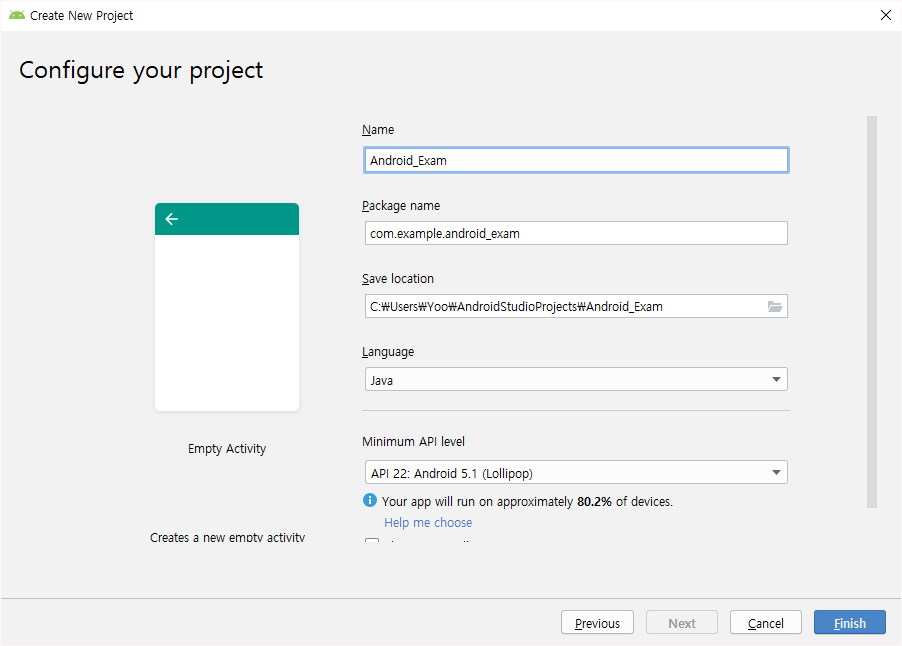 Create New Project
Configure your project
Name
Android_Exam
Package name
com.example.android_exam
Save location
C:₩Users₩Yoo₩AndroidStudioProjects₩Android_Exam
Language
Java
Empty Activity
Minimum API level
API 22: Android 5.1 (Lollipop)
Your app will run on approximately 80.2% of devices.
Help me choose
Creates a new empty activity
Previous
Next
Cancel
Finish